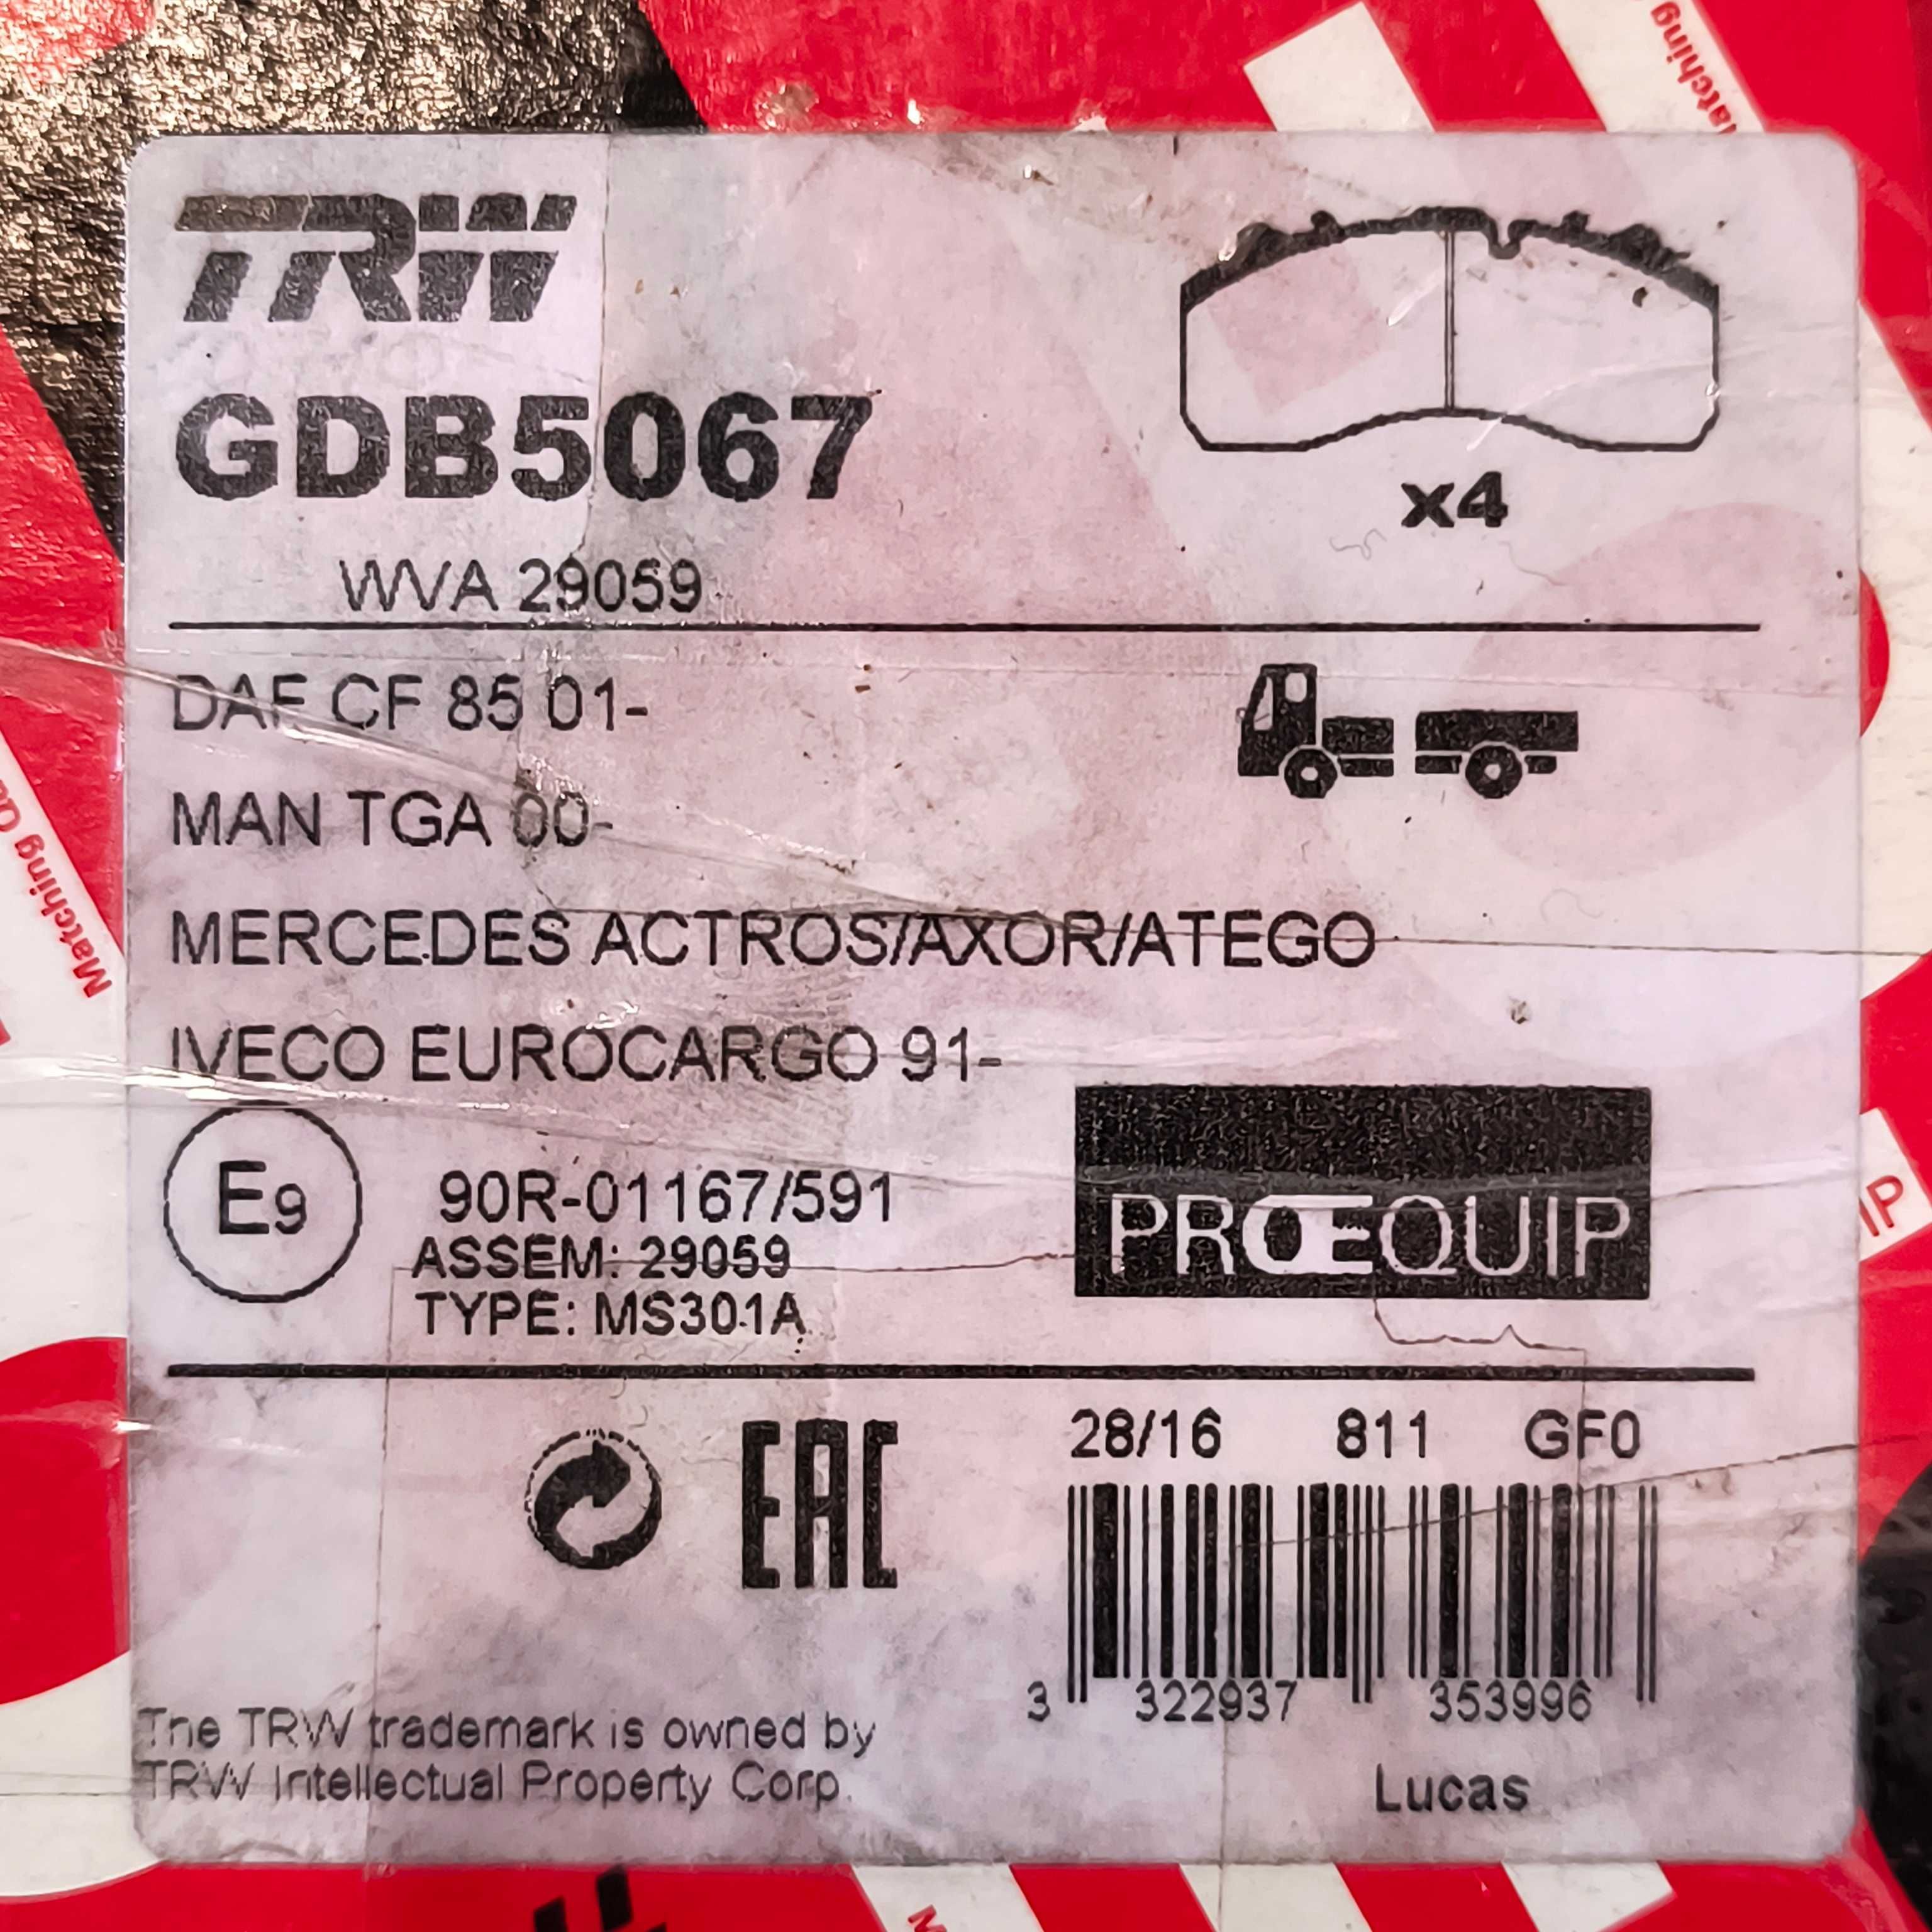 Matching
TRW
GDB5067
x4
WVA 29059
DAF CF 85 01-
MAN TGA 00-
Matching
MERCEDES ACTROS/AXOR/ATEGO
IVECO EUROCARGO 91-
E9
90R-01167/591
PROEQUIP
IP
ASSEM: 29059
TYPE: MS301A
28/16 811 GF0
EAC
3 322937 353996
The TRW trademark is owned by
TRW Intellectual Property Corp.
Lucas